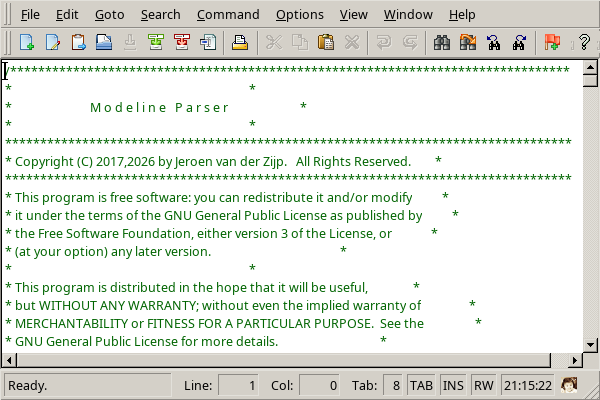 File Edit Goto Search Command Options View Window Help
/*******************************************************************************
* *
* M o d e l i n e   P a r s e r *
* *
********************************************************************************
* Copyright (C) 2017,2026 by Jeroen van der Zijp. All Rights Reserved. *
********************************************************************************
* This program is free software: you can redistribute it and/or modify *
* it under the terms of the GNU General Public License as published by *
* the Free Software Foundation, either version 3 of the License, or *
* (at your option) any later version. *
* *
* This program is distributed in the hope that it will be useful, *
* but WITHOUT ANY WARRANTY; without even the implied warranty of *
* MERCHANTABILITY or FITNESS FOR A PARTICULAR PURPOSE. See the *
* GNU General Public License for more details. *
Ready. Line: 1 Col: 0 Tab: 8 TAB INS RW 21:15:22